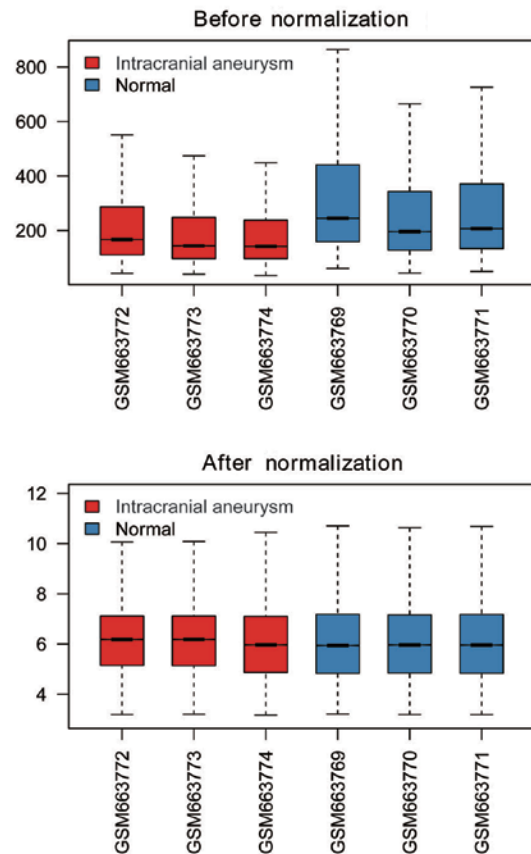 Before normalization
800
600
400
200
Intracranial aneurysm
Normal
GSM663772
GSM663773
GSM663774
GSM663769
GSM663770
GSM663771
After normalization
12
10
8
6
4
Intracranial aneurysm
Normal
GSM663772
GSM663773
GSM663774
GSM663769
GSM663770
GSM663771